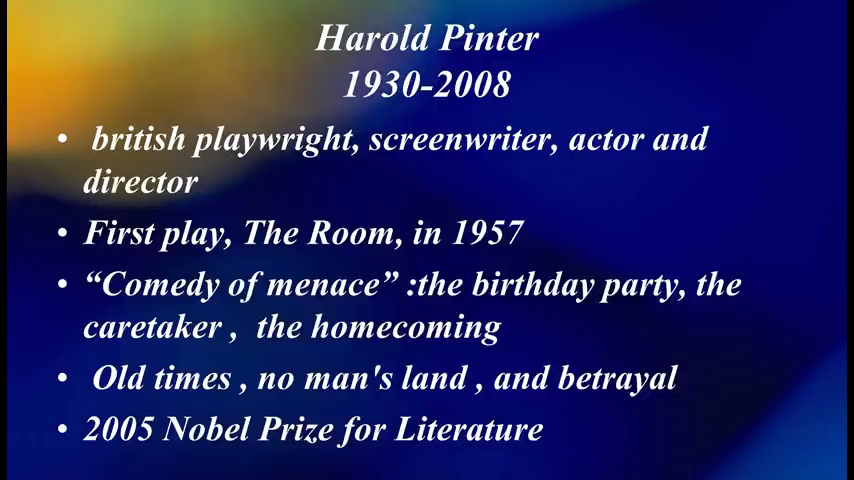 Harold Pinter
1930-2008
• british playwright, screenwriter, actor and
director
• First play, The Room, in 1957
• “Comedy of menace” :the birthday party, the
caretaker , the homecoming
• Old times , no man's land , and betrayal
• 2005 Nobel Prize for Literature